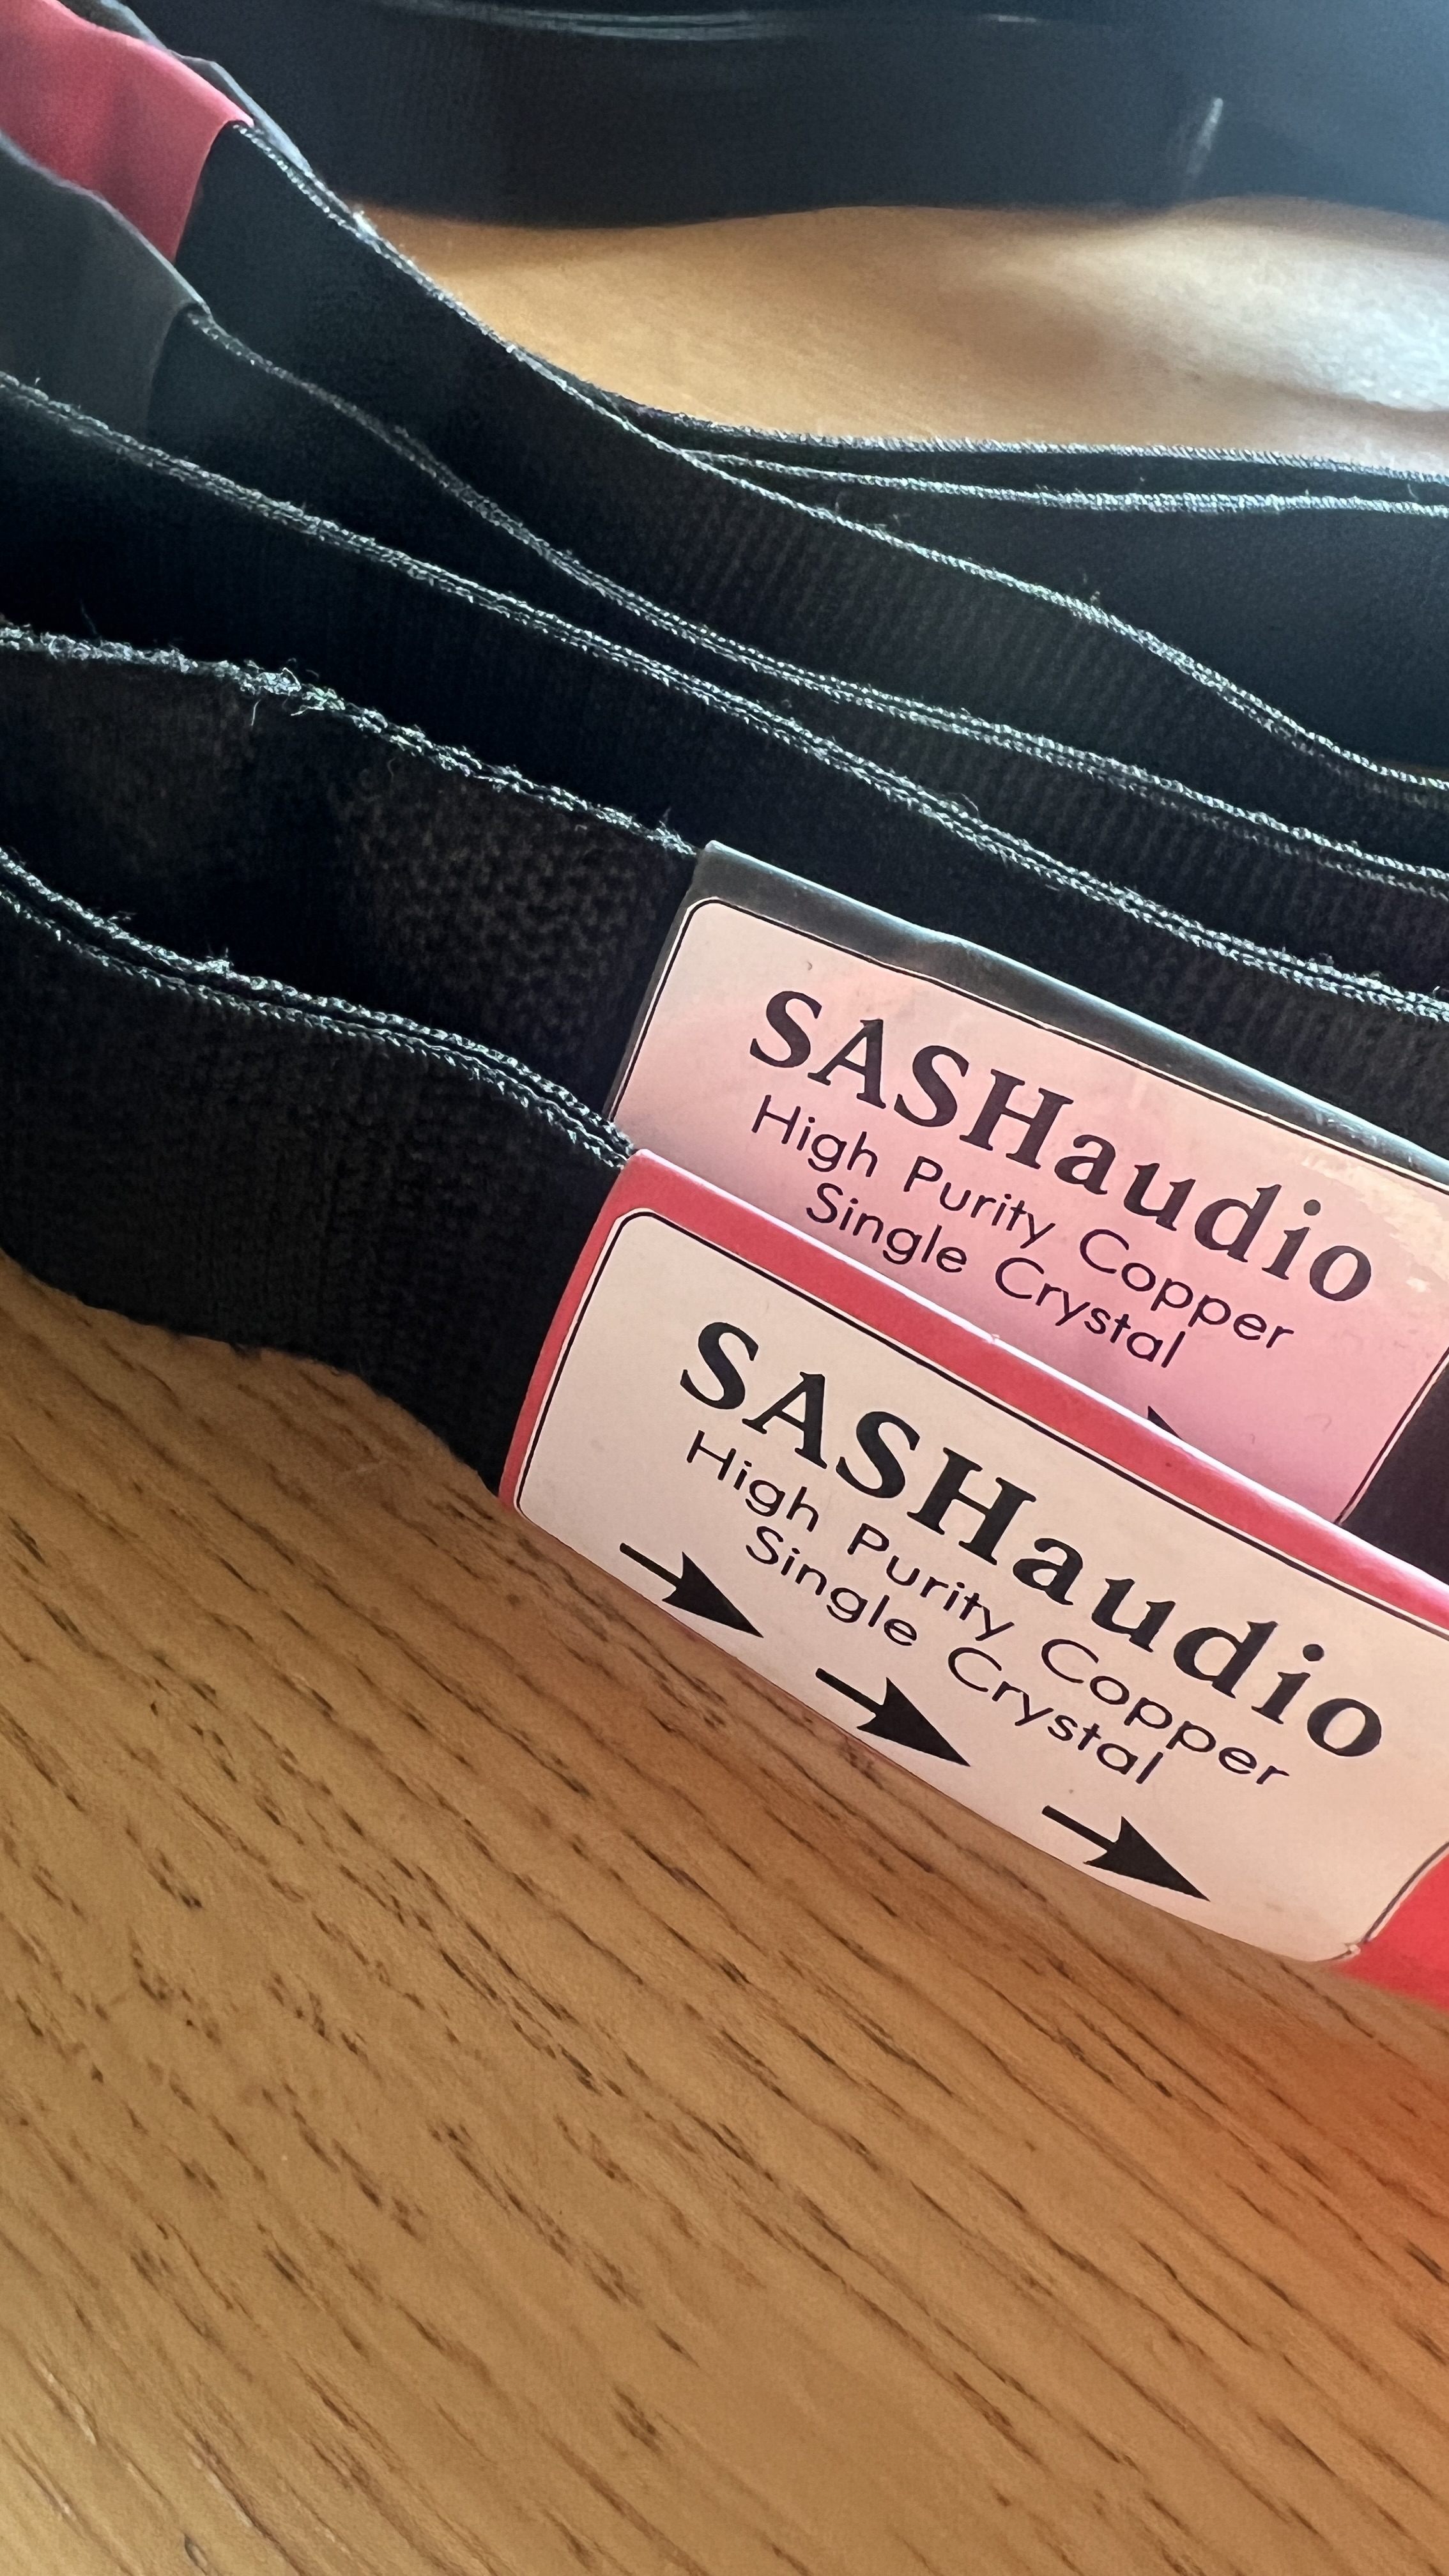 SASHaudio
High Purity Copper
Single Crystal
SASHaudio
High Purity Copper
Single Crystal